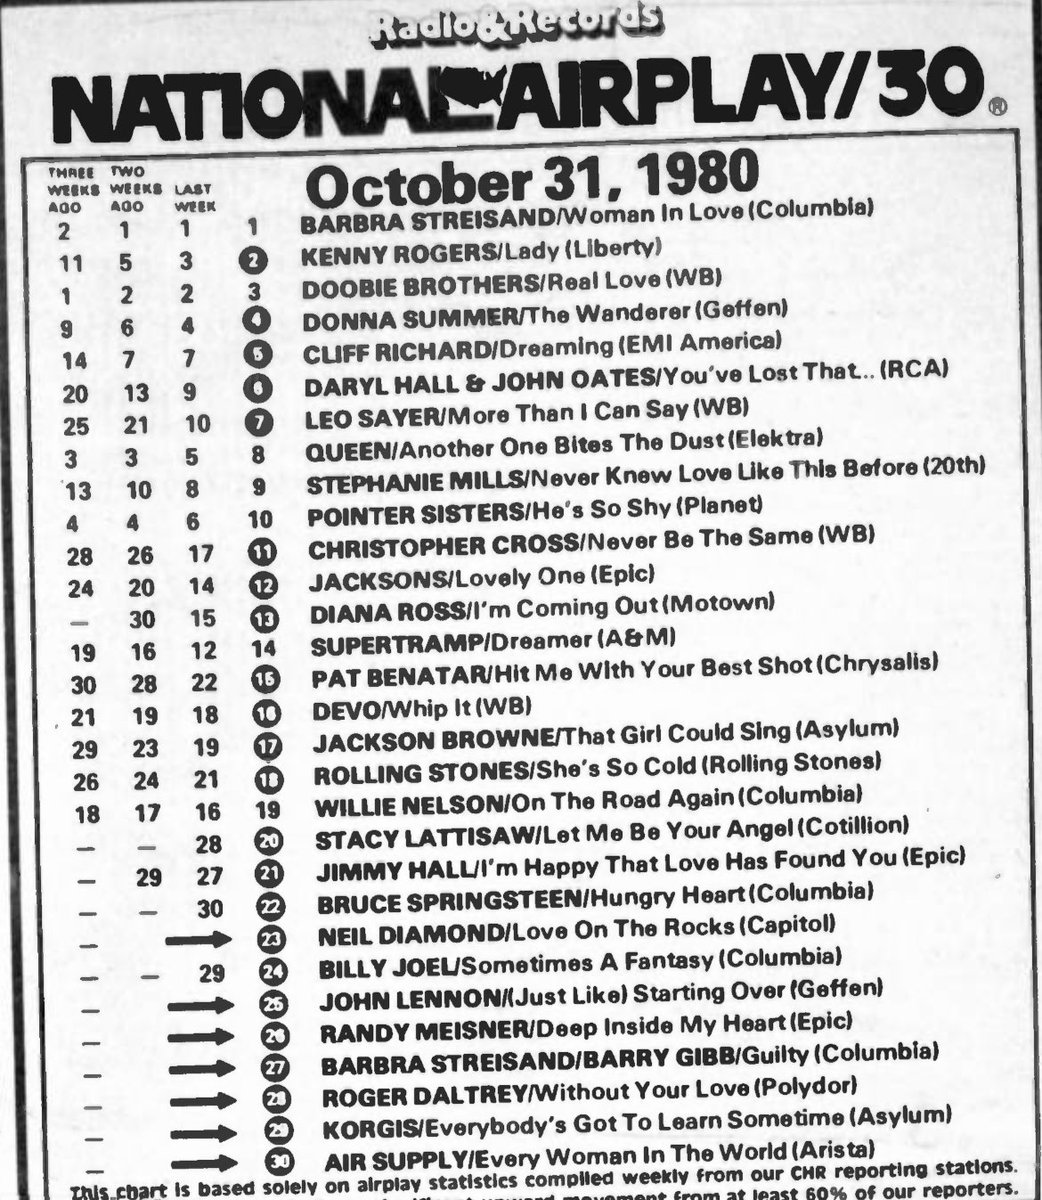 Radio & Records
NATIONAL AIRPLAY/30 ®
THREE WEEKS AGO TWO WEEKS AGO LAST WEEK October 31, 1980
2 1 1 1 BARBRA STREISAND/Woman In Love (Columbia)
11 5 3 2 KENNY ROGERS/Lady (Liberty)
1 2 2 3 DOOBIE BROTHERS/Real Love (WB)
9 6 4 4 DONNA SUMMER/The Wanderer (Geffen)
14 7 7 5 CLIFF RICHARD/Dreaming (EMI America)
20 13 9 6 DARYL HALL & JOHN OATES/You've Lost That.. (RCA)
25 21 10 7 LEO SAYER/More Than I Can Say (WB)
3 3 5 8 QUEEN/Another One Bites The Dust (Elektra)
13 10 8 9 STEPHANIE MILLS/Never Knew Love Like This Before (20th)
4 4 6 10 POINTER SISTERS/He's So Shy (Planet)
28 26 17 11 CHRISTOPHER CROSS/Never Be The Same (WB)
24 20 14 12 JACKSONS/Lovely One (Epic)
– 30 15 13 DIANA ROSS/I'm Coming Out (Motown)
19 16 12 14 SUPERTRAMP/Dreamer (A&M)
30 28 22 15 PAT BENATAR/Hit Me With Your Best Shot (Chrysalis)
21 19 18 16 DEVO/Whip It (WB)
29 23 19 17 JACKSON BROWNE/That Girl Could Sing (Asylum)
26 24 21 18 ROLLING STONES/She's So Cold (Rolling Stones)
18 17 16 19 WILLIE NELSON/On The Road Again (Columbia)
– – 28 20 STACY LATTISAW/Let Me Be Your Angel (Cotillion)
– 29 27 21 JIMMY HALL/I'm Happy That Love Has Found You (Epic)
– – 30 22 BRUCE SPRINGSTEEN/Hungry Heart (Columbia)
– → 23 NEIL DIAMOND/Love On The Rocks (Capitol)
– – 29 24 BILLY JOEL/Sometimes A Fantasy (Columbia)
– → 25 JOHN LENNON/(Just Like) Starting Over (Geffen)
– → 26 RANDY MEISNER/Deep Inside My Heart (Epic)
– → 27 BARBRA STREISAND/BARRY GIBB/Guilty (Columbia)
– → 28 ROGER DALTREY/Without Your Love (Polydor)
– → 29 KORGIS/Everybody's Got To Learn Sometime (Asylum)
– → 30 AIR SUPPLY/Every Woman In The World (Arista)
This chart is based solely on airplay statistics compiled weekly from our CHR reporting stations.
upward movement from at least 60% of our reporters.